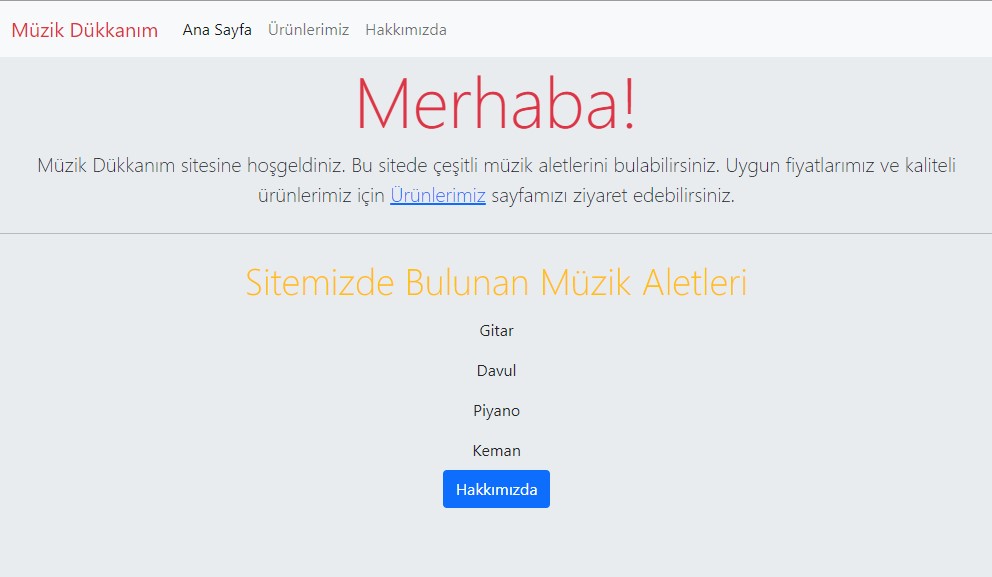 Müzik Dükkanım Ana Sayfa Ürünlerimiz Hakkımızda
Merhaba!
Müzik Dükkanım sitesine hoşgeldiniz. Bu sitede çeşitli müzik aletlerini bulabilirsiniz. Uygun fiyatlarımız ve kaliteli
ürünlerimiz için Ürünlerimiz sayfamızı ziyaret edebilirsiniz.
Sitemizde Bulunan Müzik Aletleri
Gitar
Davul
Piyano
Keman
Hakkımızda